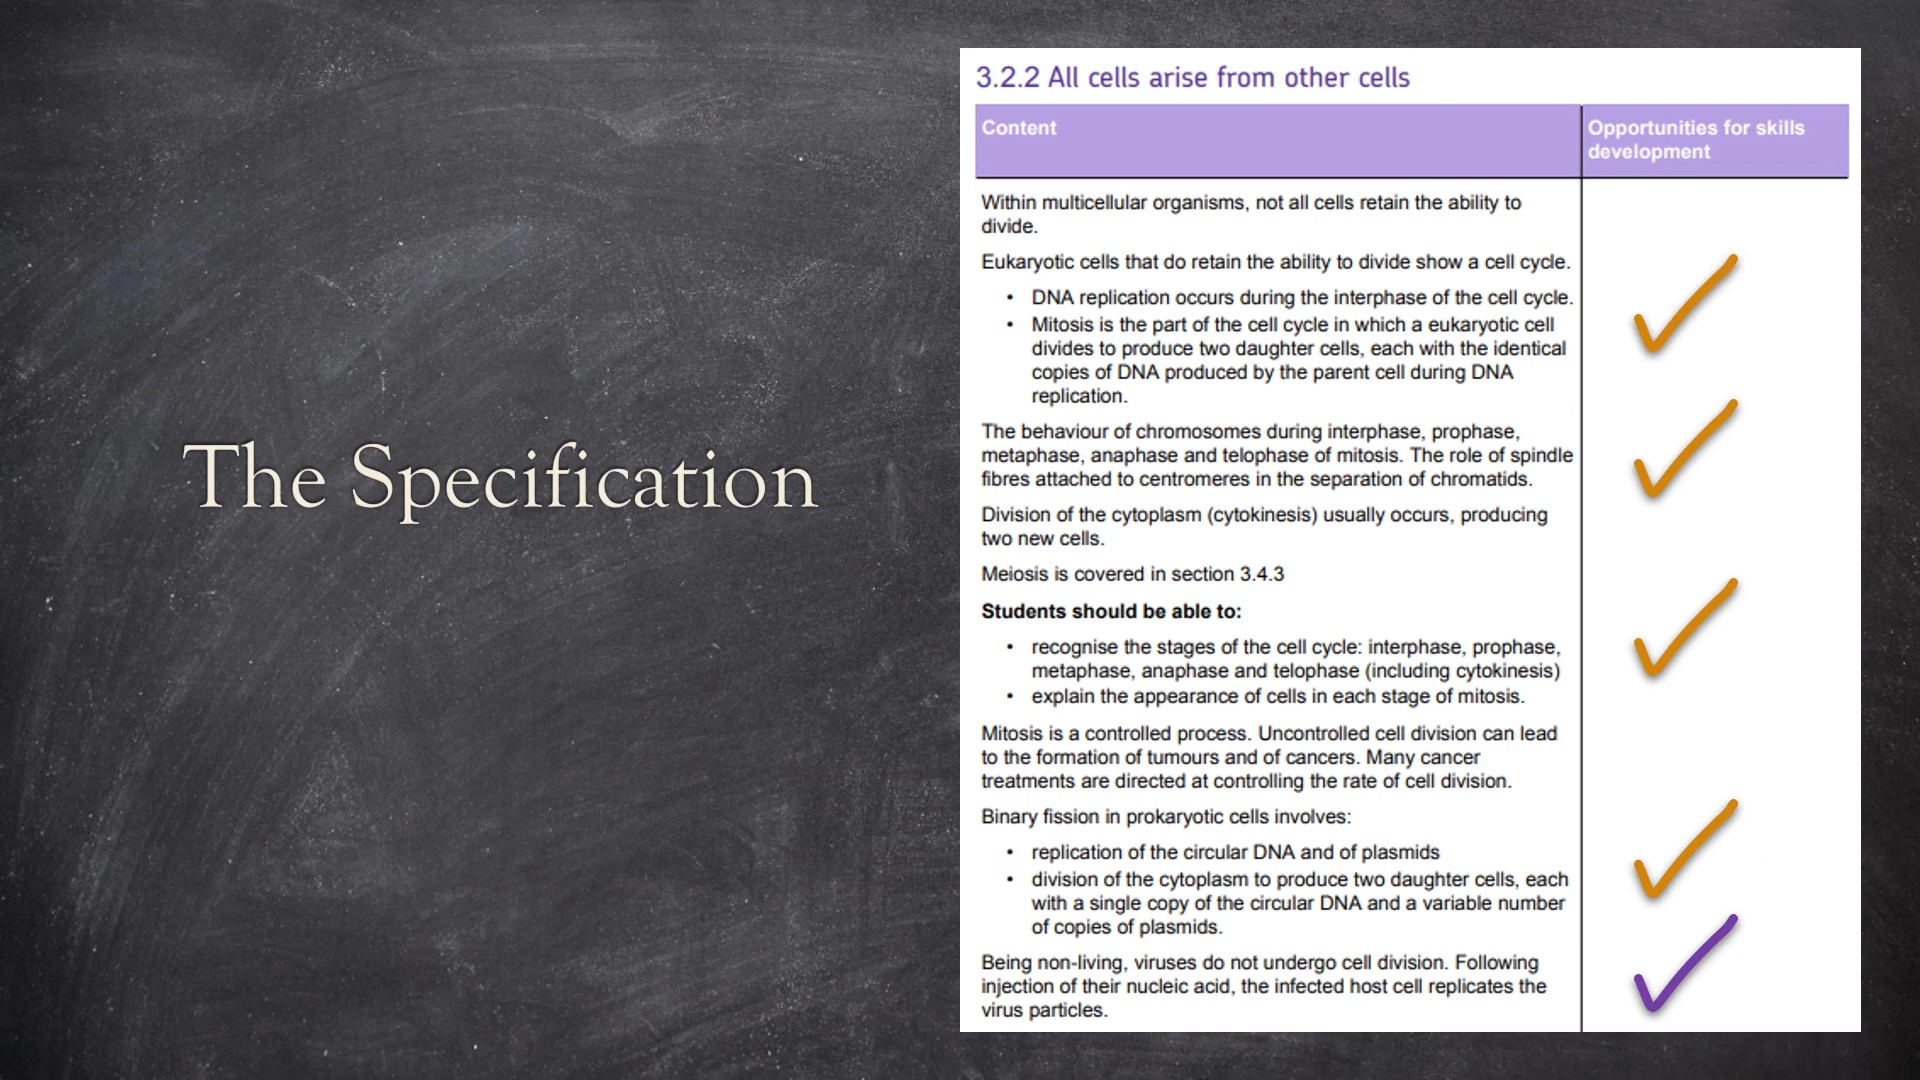 The Specification
3.2.2 All cells arise from other cells
Content
Opportunities for skills
development
Within multicellular organisms, not all cells retain the ability to
divide.
Eukaryotic cells that do retain the ability to divide show a cell cycle.
• DNA replication occurs during the interphase of the cell cycle.
• Mitosis is the part of the cell cycle in which a eukaryotic cell
divides to produce two daughter cells, each with the identical
copies of DNA produced by the parent cell during DNA
replication.
The behaviour of chromosomes during interphase, prophase,
metaphase, anaphase and telophase of mitosis. The role of spindle
fibres attached to centromeres in the separation of chromatids.
Division of the cytoplasm (cytokinesis) usually occurs, producing
two new cells.
Meiosis is covered in section 3.4.3
Students should be able to:
• recognise the stages of the cell cycle: interphase, prophase,
metaphase, anaphase and telophase (including cytokinesis)
• explain the appearance of cells in each stage of mitosis.
Mitosis is a controlled process. Uncontrolled cell division can lead
to the formation of tumours and of cancers. Many cancer
treatments are directed at controlling the rate of cell division.
Binary fission in prokaryotic cells involves:
• replication of the circular DNA and of plasmids
• division of the cytoplasm to produce two daughter cells, each
with a single copy of the circular DNA and a variable number
of copies of plasmids.
Being non-living, viruses do not undergo cell division. Following
injection of their nucleic acid, the infected host cell replicates the
virus particles.